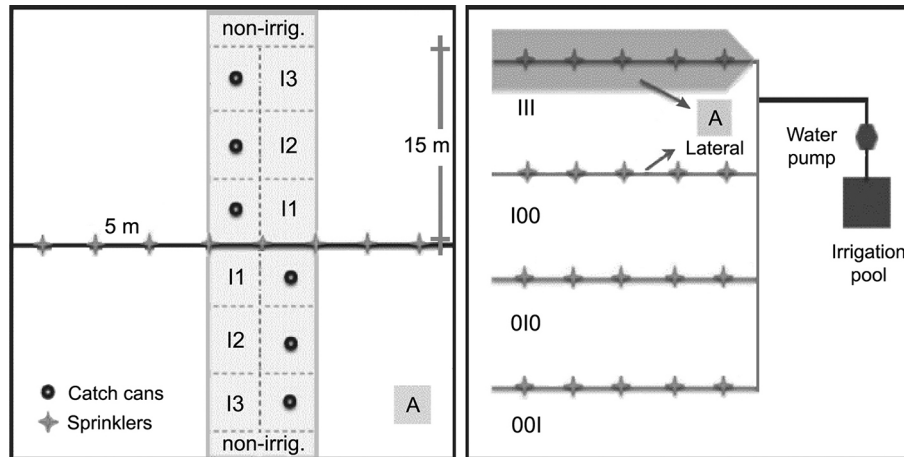 non-irrig.
I3
I2
15 m
I1
5 m
I1
I2
I3
Catch cans
Sprinklers
A
non-irrig.
III
A
Lateral
Water
pump
I00
Irrigation
pool
0I0
00I